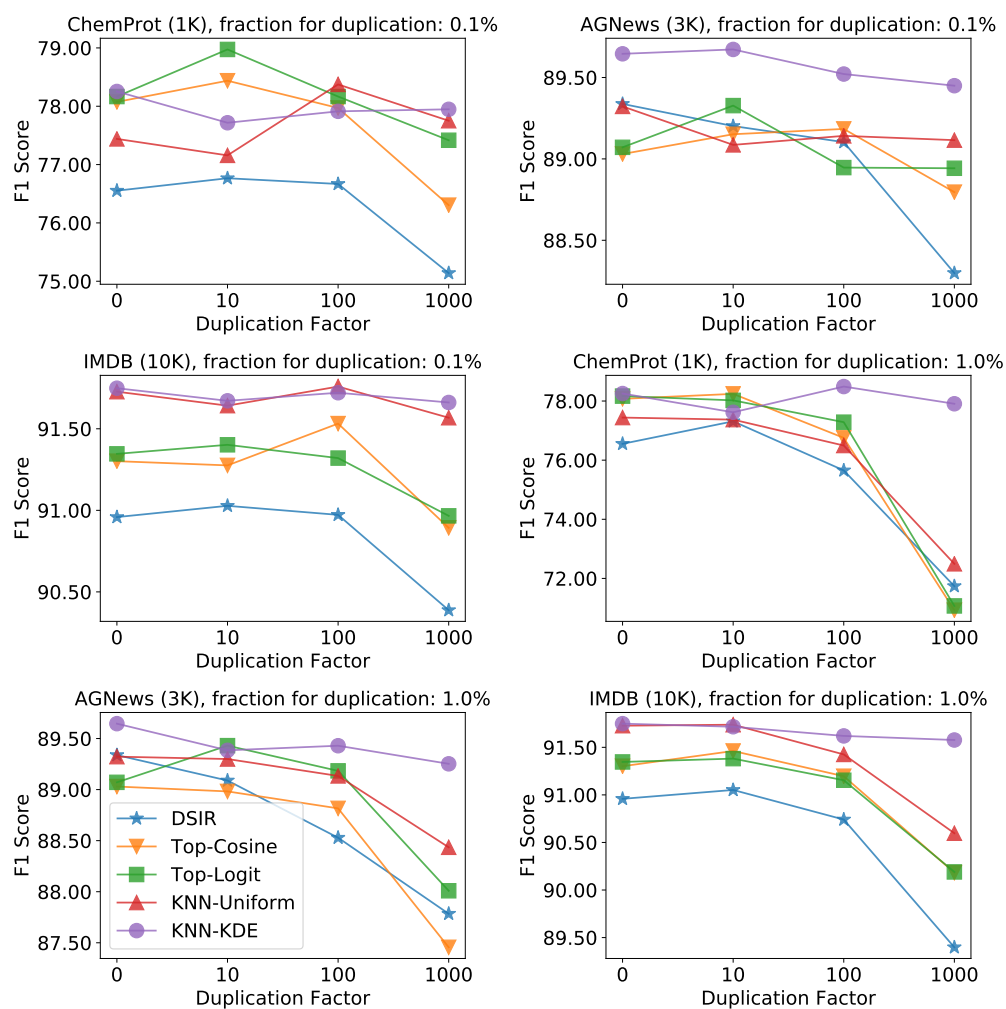 ChemProt (1K), fraction for duplication: 0.1%
F1 Score
79.00
78.00
77.00
76.00
75.00
0 10 100 1000
Duplication Factor
AGNews (3K), fraction for duplication: 0.1%
F1 Score
89.50
89.00
88.50
0 10 100 1000
Duplication Factor
IMDB (10K), fraction for duplication: 0.1%
F1 Score
91.50
91.00
90.50
0 10 100 1000
Duplication Factor
ChemProt (1K), fraction for duplication: 1.0%
F1 Score
78.00
76.00
74.00
72.00
0 10 100 1000
Duplication Factor
AGNews (3K), fraction for duplication: 1.0%
F1 Score
89.50
89.00
88.50
88.00
87.50
DSIR
Top-Cosine
Top-Logit
KNN-Uniform
KNN-KDE
0 10 100 1000
Duplication Factor
IMDB (10K), fraction for duplication: 1.0%
F1 Score
91.50
91.00
90.50
90.00
89.50
0 10 100 1000
Duplication Factor